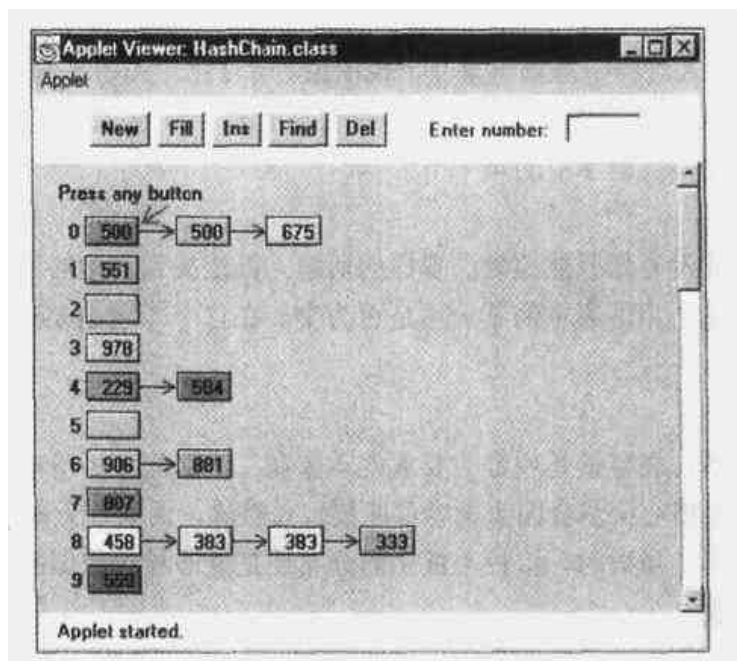 Applet Viewer: HashChain.class
Applet
New Fill Ins Find Del Enter number:
Press any button
0 500 500 675
1 551
2
3 978
4 229
5
6 906 881
7 807
8 458 383 383 333
9
Applet started.